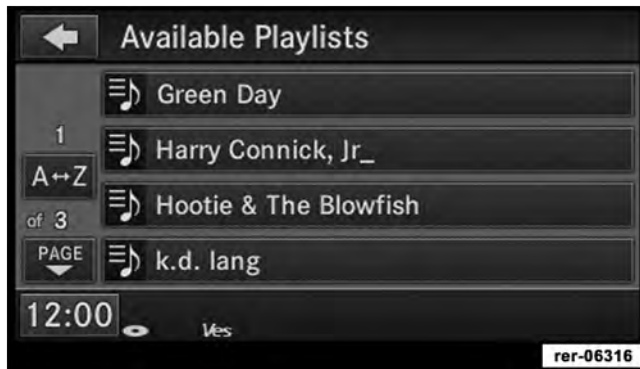 Available Playlists
Green Day
1
Harry Connick, Jr_
A↔Z
Hootie & The Blowfish
of 3
PAGE
k.d. lang
12:00
Ves
rer-06316